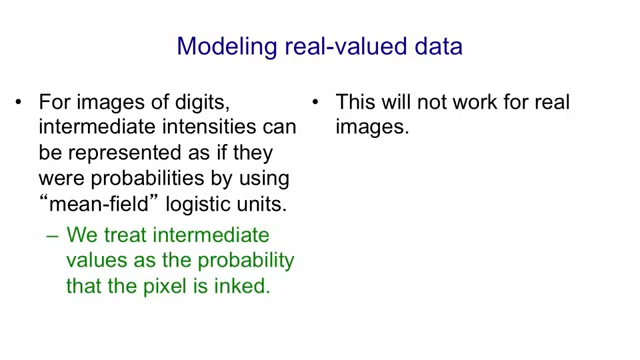 Modeling real-valued data
• For images of digits,
intermediate intensities can
be represented as if they
were probabilities by using
“mean-field” logistic units.
– We treat intermediate
values as the probability
that the pixel is inked.
• This will not work for real
images.